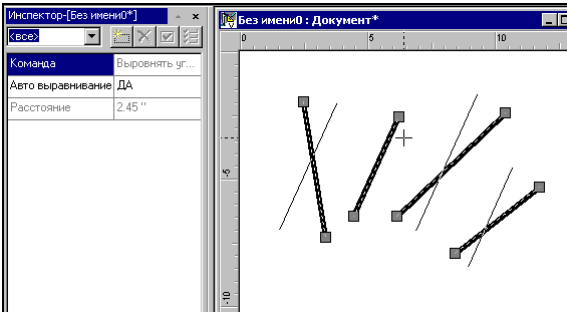 Инспектор-[Без имени0*]
<все>
Команда Выровнять уг...
Авто выравнивание ДА
Расстояние 2.45 "
Без имени0 : Документ*
0 5 10
-5
-10